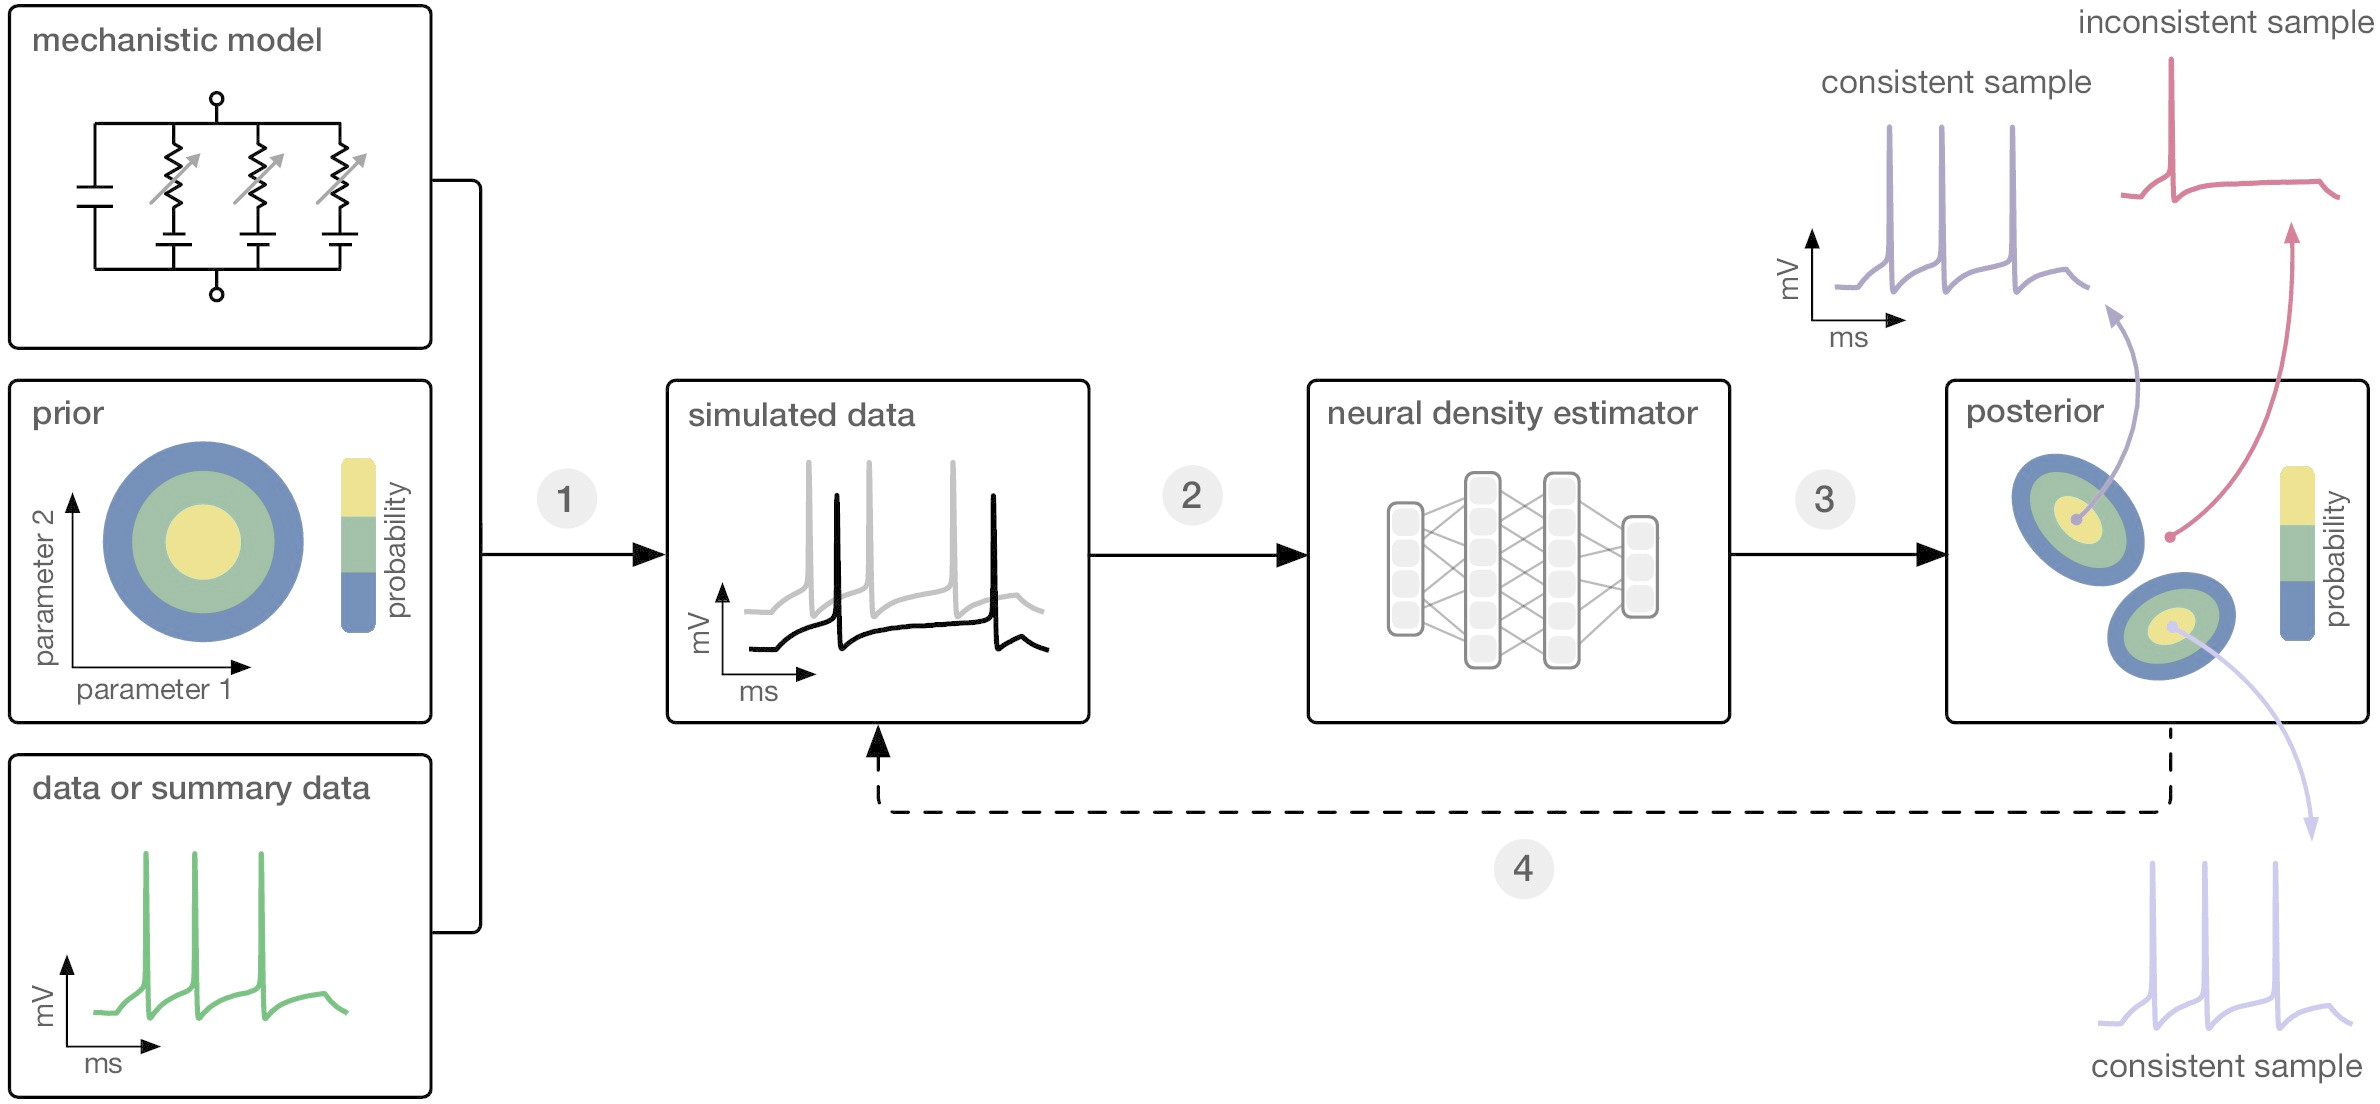 mechanistic model
prior
parameter 2
parameter 1
probability
data or summary data
mV
ms
1
simulated data
mV
ms
2
neural density estimator
3
posterior
probability
4
consistent sample
mV
ms
inconsistent sample
consistent sample